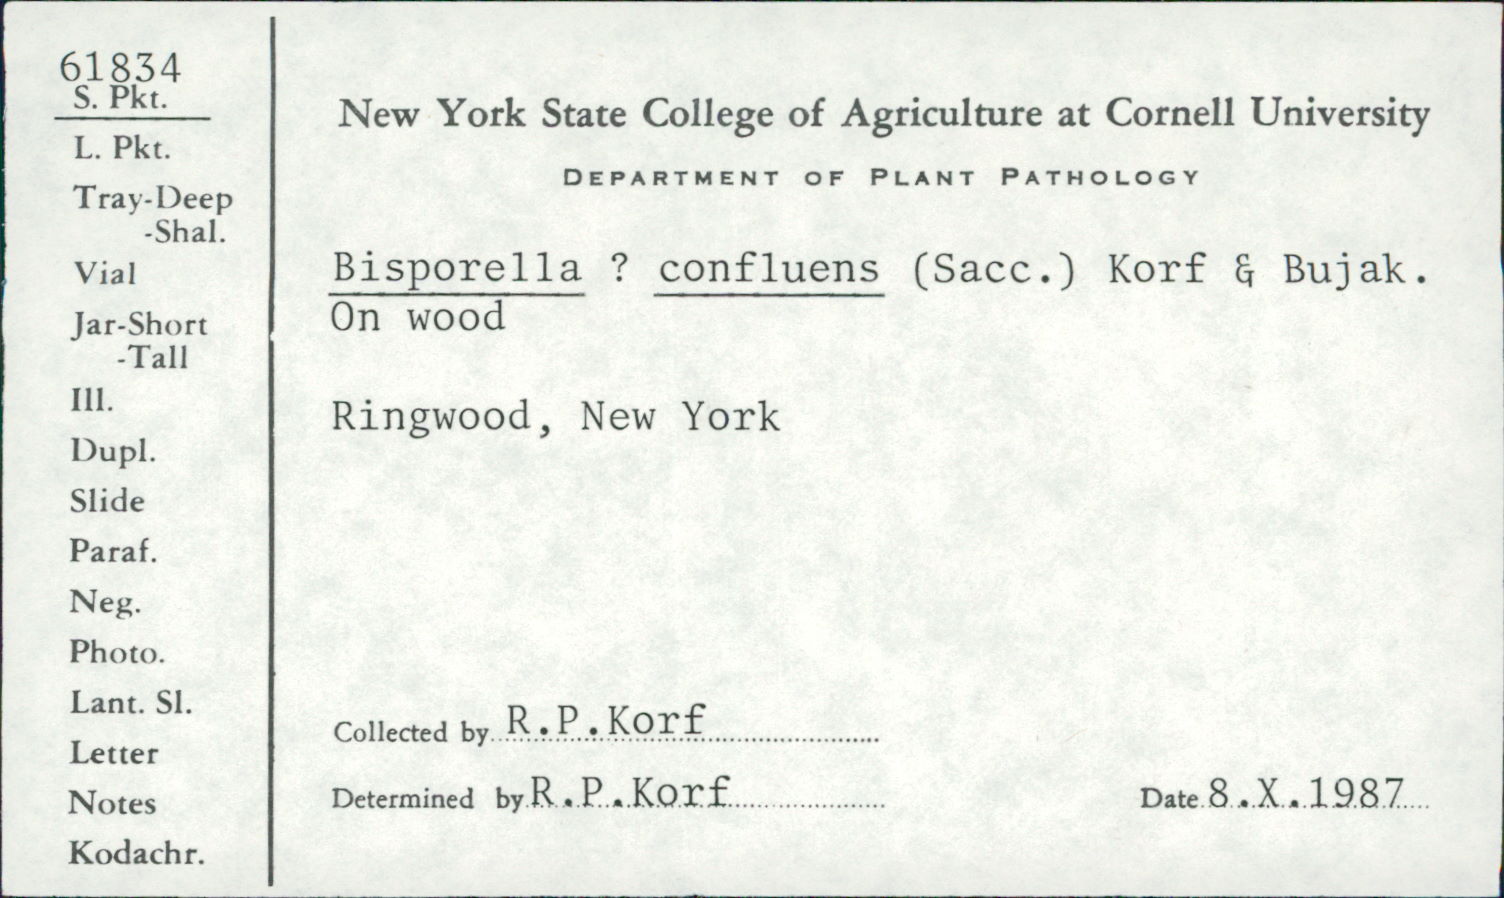 61834
S. Pkt.
L. Pkt.
Tray-Deep
-Shal.
Vial
Jar-Short
-Tall
Ill.
Dupl.
Slide
Paraf.
Neg.
Photo.
Lant. Sl.
Letter
Notes
Kodachr.
New York State College of Agriculture at Cornell University
DEPARTMENT OF PLANT PATHOLOGY
Bisporella ? confluens (Sacc.) Korf & Bujak.
On wood
Ringwood, New York
Collected by R.P.Korf
Determined by R.P.Korf
Date 8.X.1987